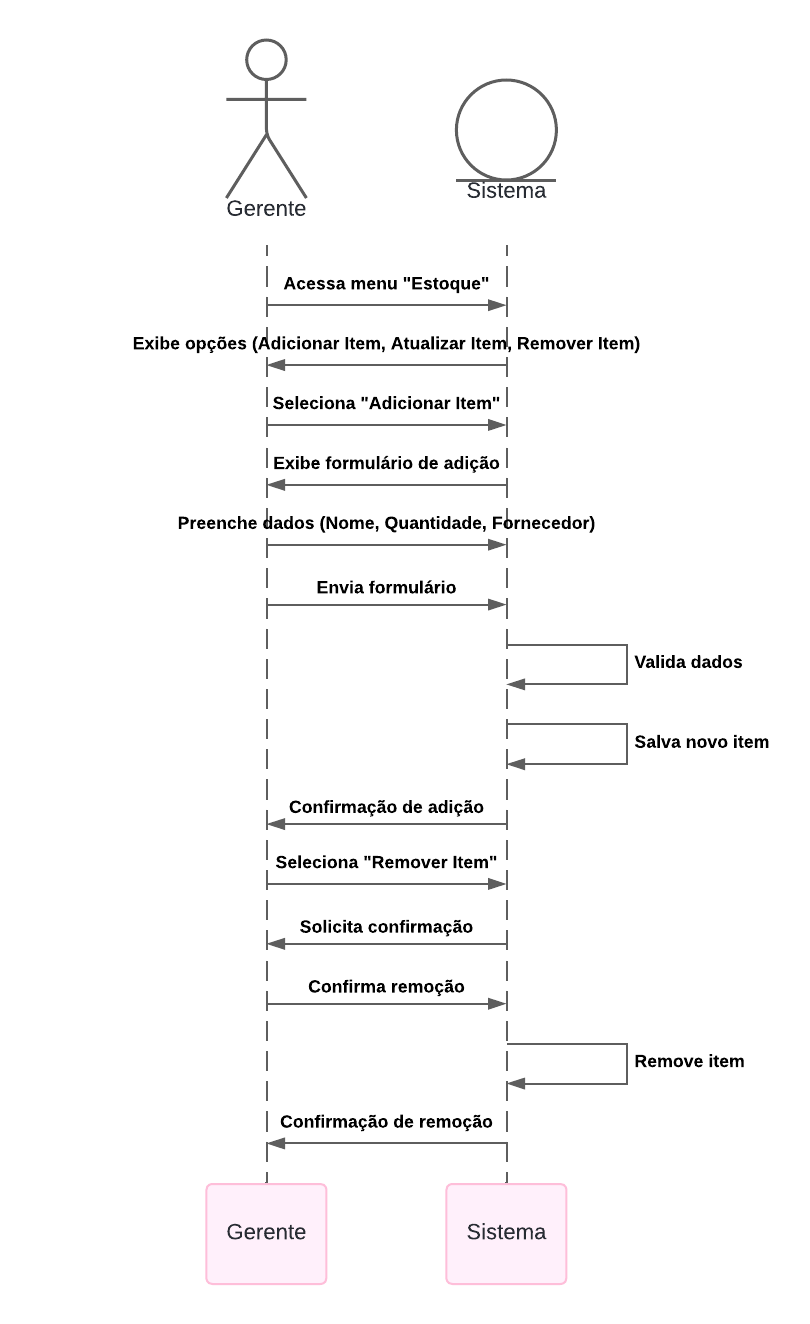 Gerente
Sistema
Acessa menu "Estoque"
Exibe opções (Adicionar Item, Atualizar Item, Remover Item)
Seleciona "Adicionar Item"
Exibe formulário de adição
Preenche dados (Nome, Quantidade, Fornecedor)
Envia formulário
Valida dados
Salva novo item
Confirmação de adição
Seleciona "Remover Item"
Solicita confirmação
Confirma remoção
Remove item
Confirmação de remoção
Gerente
Sistema